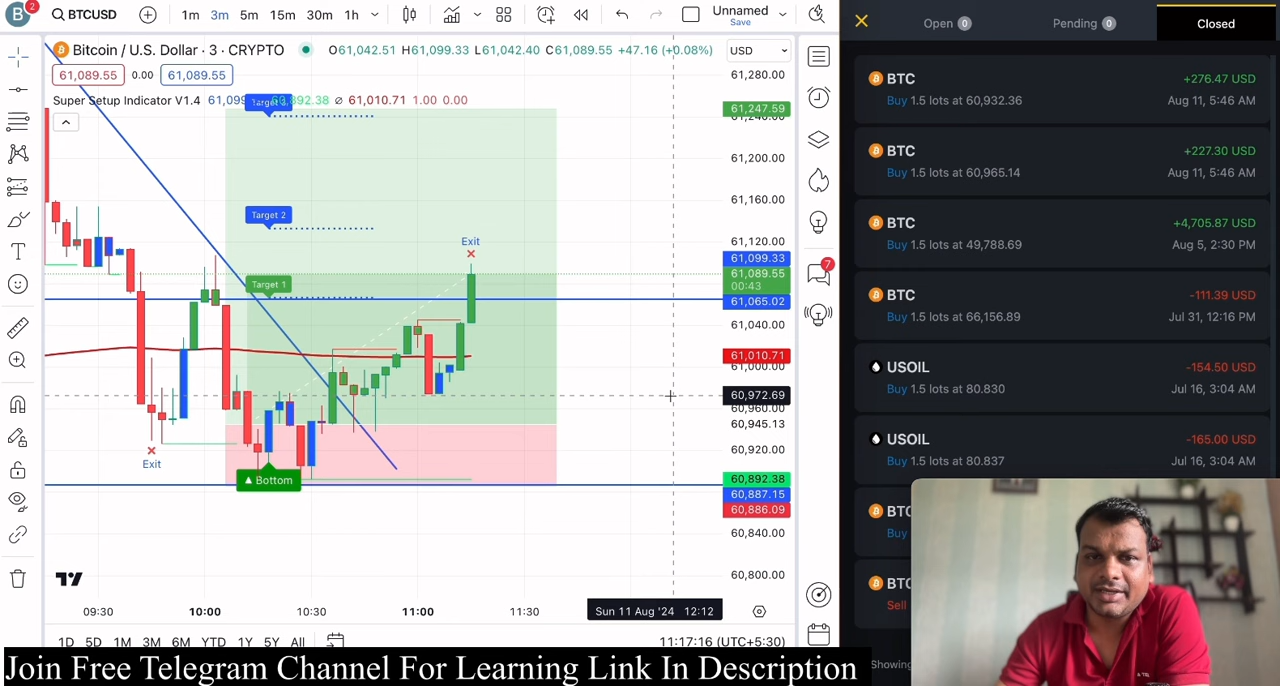 B 2 BTCUSD 1m 3m 5m 15m 30m 1h Unnamed Save
Bitcoin / U.S. Dollar · 3 · CRYPTO O61,042.51 H61,099.33 L61,042.40 C61,089.55 +47.16 (+0.08%) USD
61,089.55 0.00 61,089.55
Super Setup Indicator V1.4 ∅ 61,010.71 1.00 0.00
61,280.00
61,247.59
61,240.00
61,200.00
Target 2
61,160.00
Exit
61,120.00
61,099.33
Target 1
61,089.55
00:43
61,065.02
61,040.00
61,010.71
61,000.00
60,972.69
60,960.00
60,945.13
60,920.00
Exit
Bottom
60,892.38
60,887.15
60,886.09
60,840.00
60,800.00
09:30 10:00 10:30 11:00 11:30 Sun 11 Aug '24 12:12
1D 5D 1M 3M 6M YTD 1Y 5Y All 11:17:16 (UTC+5:30)
7
Open 0 Pending 0 Closed
BTC +276.47 USD
Buy 1.5 lots at 60,932.36 Aug 11, 5:46 AM
BTC +227.30 USD
Buy 1.5 lots at 60,965.14 Aug 11, 5:46 AM
BTC +4,705.87 USD
Buy 1.5 lots at 49,788.69 Aug 5, 2:30 PM
BTC -111.39 USD
Buy 1.5 lots at 66,156.89 Jul 31, 12:16 PM
USOIL -154.50 USD
Buy 1.5 lots at 80.830 Jul 16, 3:04 AM
USOIL -165.00 USD
Buy 1.5 lots at 80.837 Jul 16, 3:04 AM
BTC
Buy
BTC
Sell
Showing
Join Free Telegram Channel For Learning Link In Description